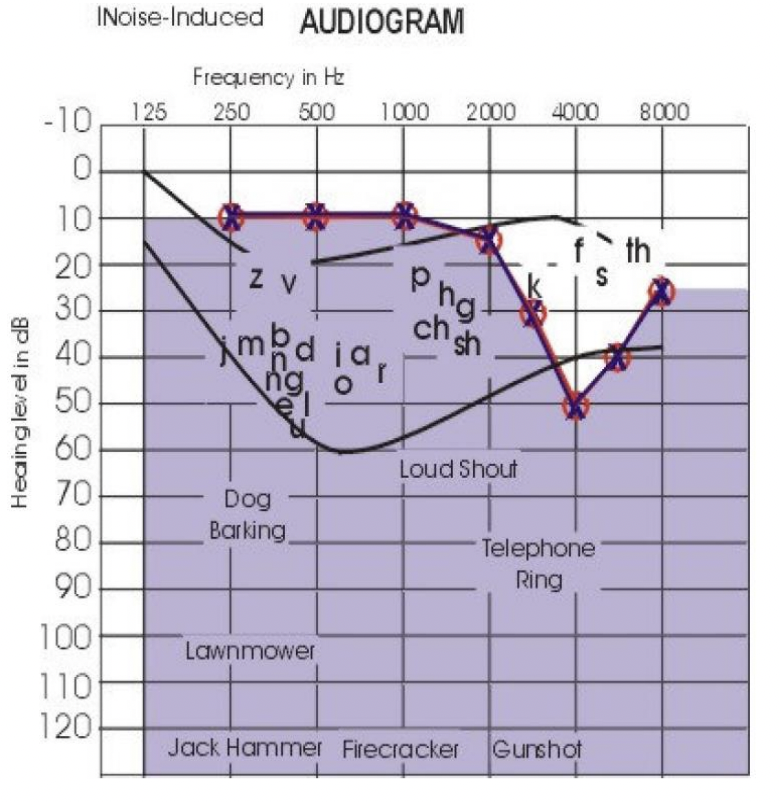 INoise-Induced AUDIOGRAM
Frequency in Hz
125 250 500 1000 2000 4000 8000
-10
0
10
f th
20
z v p k s
h g
30
ch sh
j m b d i a
40
n r
ng o
50
e l
u
60
Loud Shout
70
Dog
Barking
80
Telephone
Ring
90
100
Lawnmower
110
120
Jack Hammer Firecracker Gunshot
Hearing level in dB